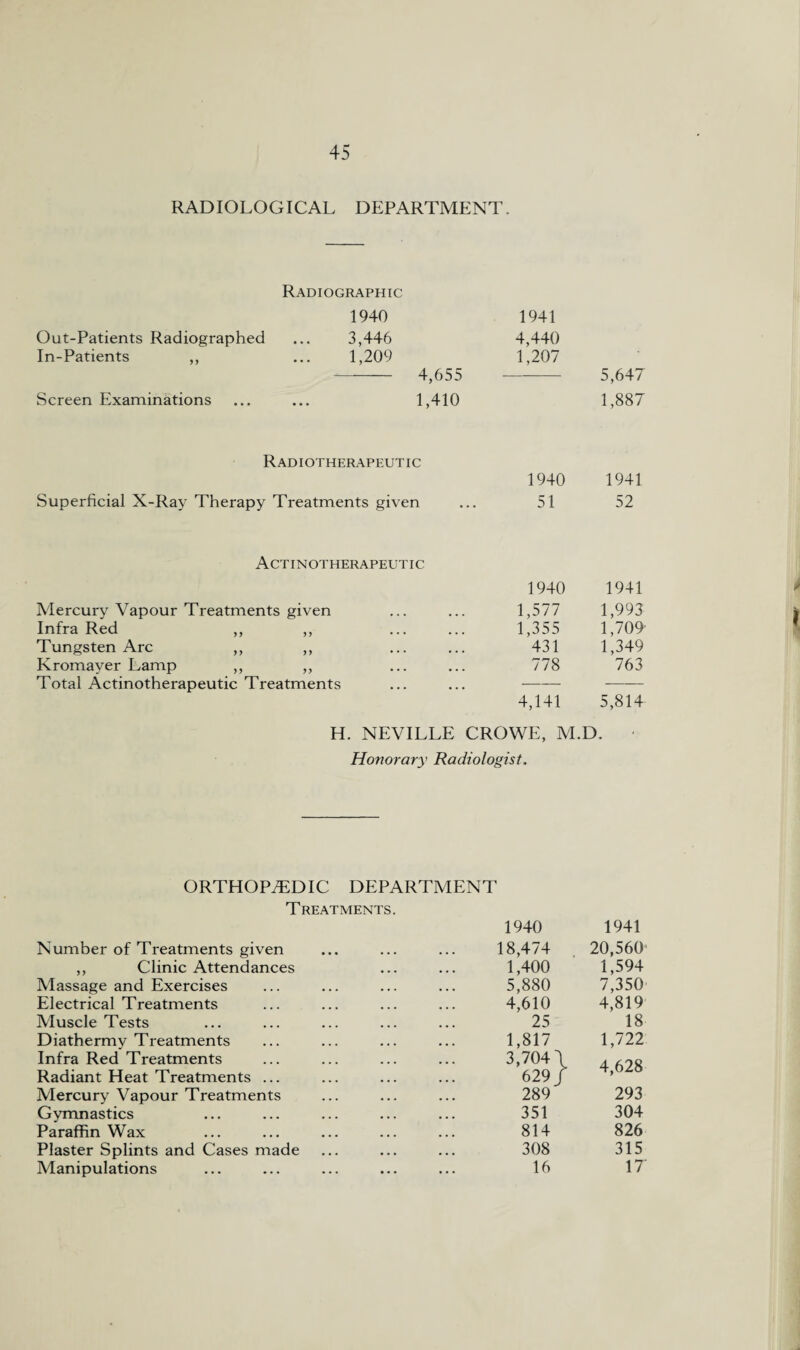 45
RADIOLOGICAL DEPARTMENT.
RADIOGRAPHIC
1940 1941
Out-Patients Radiographed ... 3,446 4,440
In-Patients ,, ... 1,209 1,207
4,655 5,647
Screen Examinations ... ... 1,410 1,887
RADIOTHERAPEUTIC
1940 1941
Superficial X-Ray Therapy Treatments given ... 51 52
ACTINOTHERAPEUTIC
1940 1941
Mercury Vapour Treatments given ... ... 1,577 1,993
Infra Red ,, ,, ... ... 1,355 1,709
Tungsten Arc ,, ,, ... ... 431 1,349
Kromayer Lamp ,, ,, ... ... 778 763
Total Actinotherapeutic Treatments ... ...
4,141 5,814
H. NEVILLE CROWE, M.D.
Honorary Radiologist.
ORTHOPÆDIC DEPARTMENT
TREATMENTS.
1940 1941
Number of Treatments given ... ... ... 18,474 20,560
,, Clinic Attendances ... ... 1,400 1,594
Massage and Exercises ... ... ... ... 5,880 7,350
Electrical Treatments ... ... ... ... 4,610 4,819
Muscle Tests ... ... ... ... ... 25 18
Diathermy Treatments ... ... ... ... 1,817 1,722
Infra Red Treatments ... ... ... ... 3,704 } 4,628
Radiant Heat Treatments ... ... ... ... 629 }
Mercury Vapour Treatments ... ... ... 289 293
Gymnastics ... ... ... ... ... 351 304
Paraffin Wax ... ... ... ... ... 814 826
Plaster Splints and Cases made ... ... ... 308 315
Manipulations ... ... ... ... ... 16 17